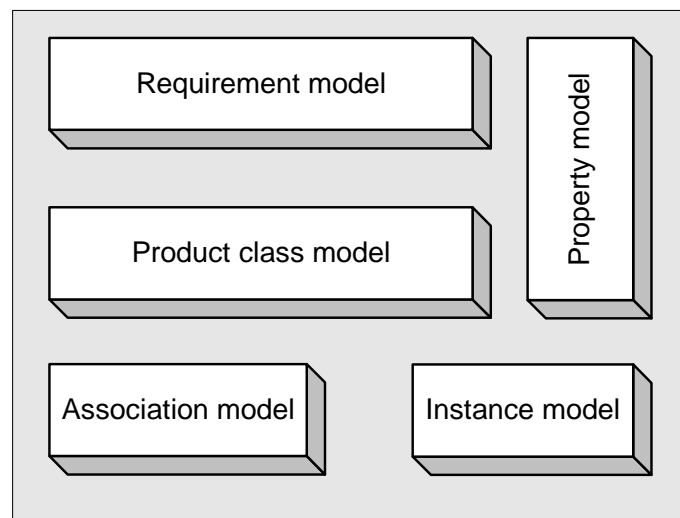 Requirement model
Property model
Product class model
Association model
Instance model